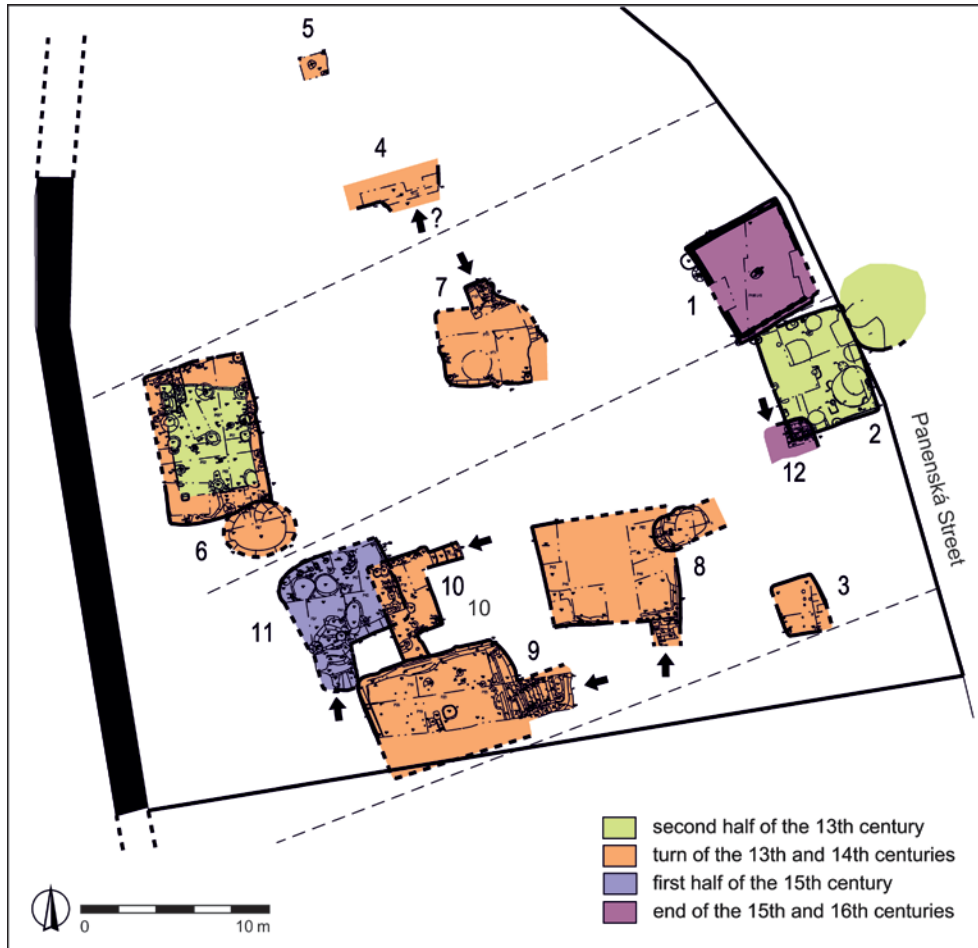 5
4
?
7
1
2
12
Panenská Street
6
8
3
10
10
11
9
second half of the 13th century
turn of the 13th and 14th centuries
first half of the 15th century
end of the 15th and 16th centuries
0 10 m